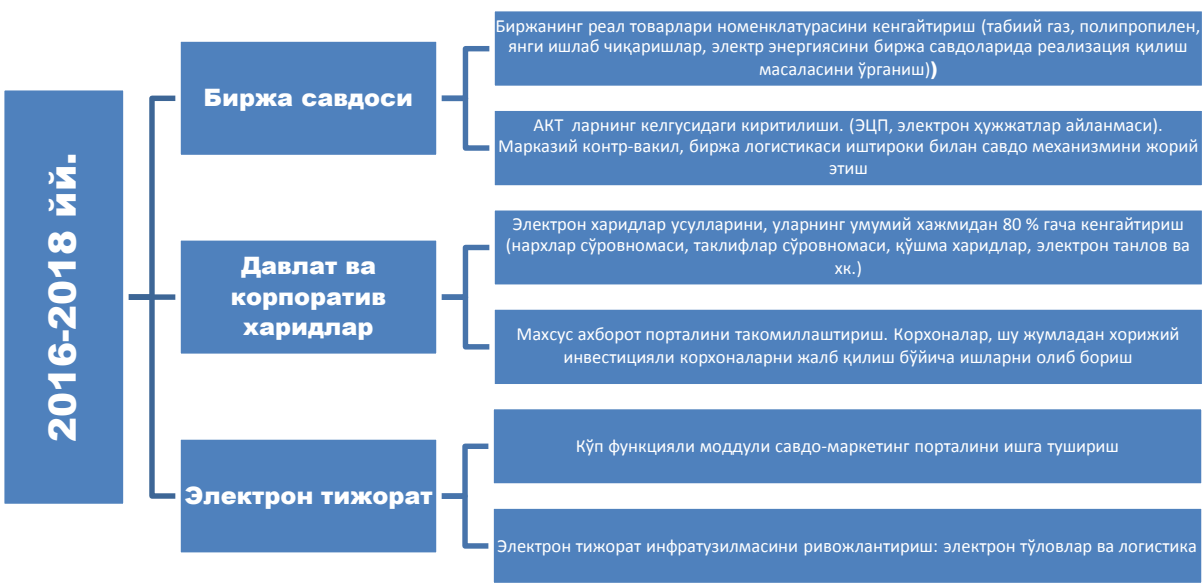 2016-2018 йй.
Биржа савдоси
Биржанинг реал товарлари номенклатурасини кенгайтириш (табиий газ, полипропилен,
янги ишлаб чиқаришлар, электр энергиясини биржа савдоларида реализация қилиш
масаласини ўрганиш))
АКТ ларнинг келгусидаги киритилиши. (ЭЦП, электрон ҳужжатлар айланмаси).
Марказий контр-вакил, биржа логистикаси иштироки билан савдо механизмини жорий
этиш
Давлат ва
корпоратив
харидлар
Электрон харидлар усулларини, уларнинг умумий хажмидан 80 % гача кенгайтириш
(нархлар сўровномаси, таклифлар сўровномаси, қўшма харидлар, электрон танлов ва
хк.)
Махсус ахборот порталини такомиллаштириш. Корхоналар, шу жумладан хорижий
инвестицияли корхоналарни жалб қилиш бўйича ишларни олиб бориш
Электрон тижорат
Кўп функцияли моддули савдо-маркетинг порталини ишга тушириш
Электрон тижорат инфратузилмасини ривожлантириш: электрон тўловлар ва логистика